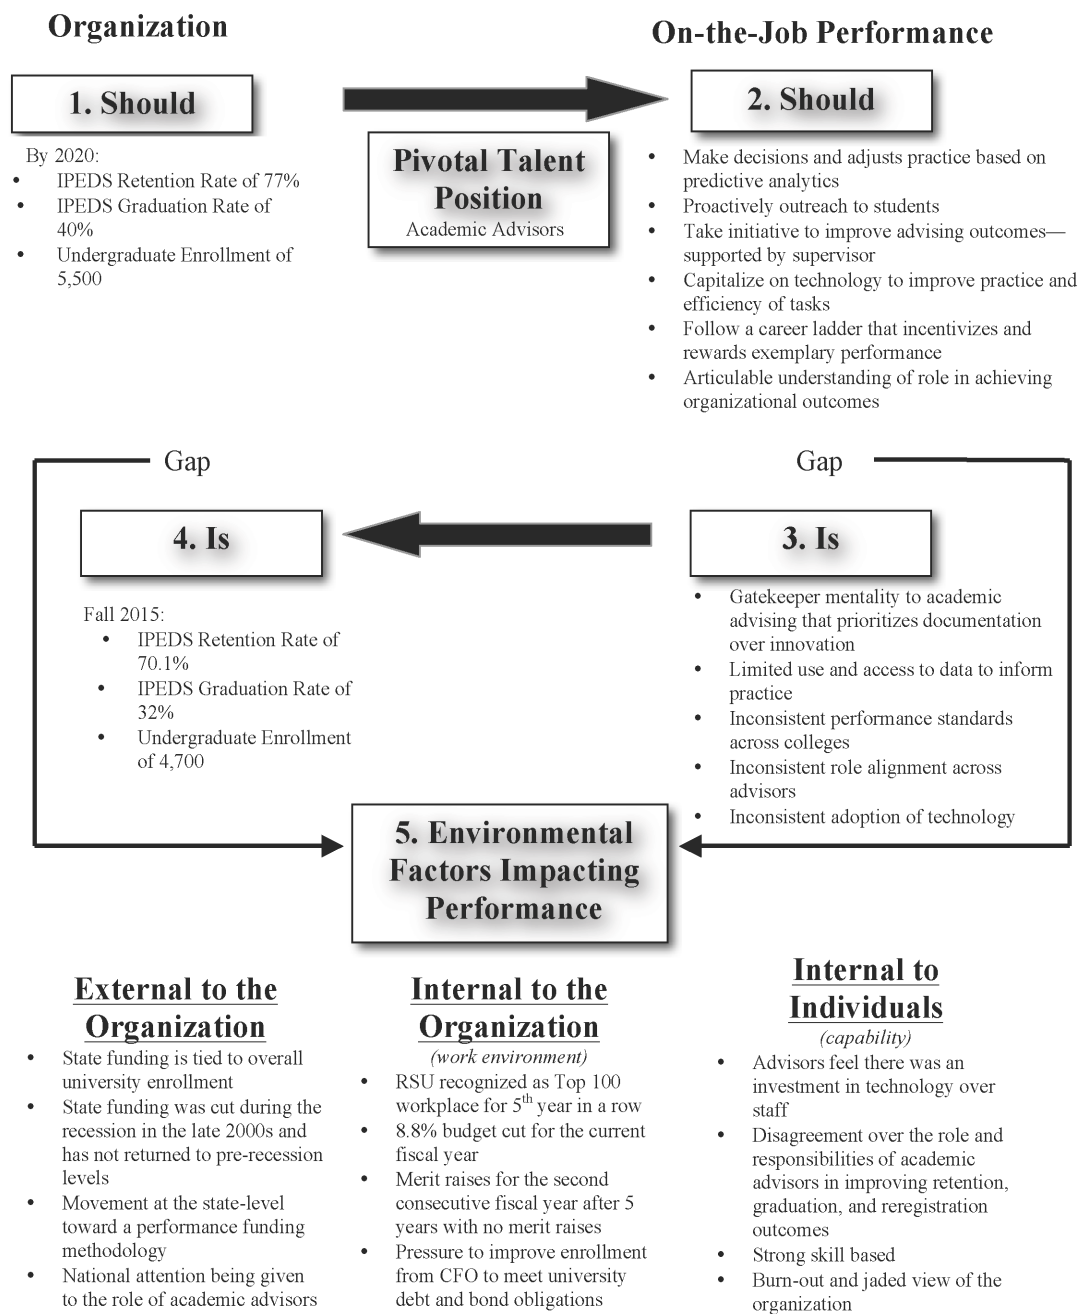 Organization
On-the-Job Performance
1. Should
2. Should
Pivotal Talent
Position
Academic Advisors
By 2020:
• IPEDS Retention Rate of 77%
• IPEDS Graduation Rate of
40%
• Undergraduate Enrollment of
5,500
• Make decisions and adjusts practice based on
predictive analytics
• Proactively outreach to students
• Take initiative to improve advising outcomes—
supported by supervisor
• Capitalize on technology to improve practice and
efficiency of tasks
• Follow a career ladder that incentivizes and
rewards exemplary performance
• Articulable understanding of role in achieving
organizational outcomes
Gap
Gap
4. Is
3. Is
Fall 2015:
• IPEDS Retention Rate of
70.1%
• IPEDS Graduation Rate of
32%
• Undergraduate Enrollment
of 4,700
• Gatekeeper mentality to academic
advising that prioritizes documentation
over innovation
• Limited use and access to data to inform
practice
• Inconsistent performance standards
across colleges
• Inconsistent role alignment across
advisors
• Inconsistent adoption of technology
5. Environmental
Factors Impacting
Performance
External to the
Organization
• State funding is tied to overall
university enrollment
• State funding was cut during the
recession in the late 2000s and
has not returned to pre-recession
levels
• Movement at the state-level
toward a performance funding
methodology
• National attention being given
to the role of academic advisors
Internal to the
Organization
(work environment)
• RSU recognized as Top 100
workplace for 5th year in a row
• 8.8% budget cut for the current
fiscal year
• Merit raises for the second
consecutive fiscal year after 5
years with no merit raises
• Pressure to improve enrollment
from CFO to meet university
debt and bond obligations
Internal to
Individuals
(capability)
• Advisors feel there was an
investment in technology over
staff
• Disagreement over the role and
responsibilities of academic
advisors in improving retention,
graduation, and reregistration
outcomes
• Strong skill based
• Burn-out and jaded view of the
organization